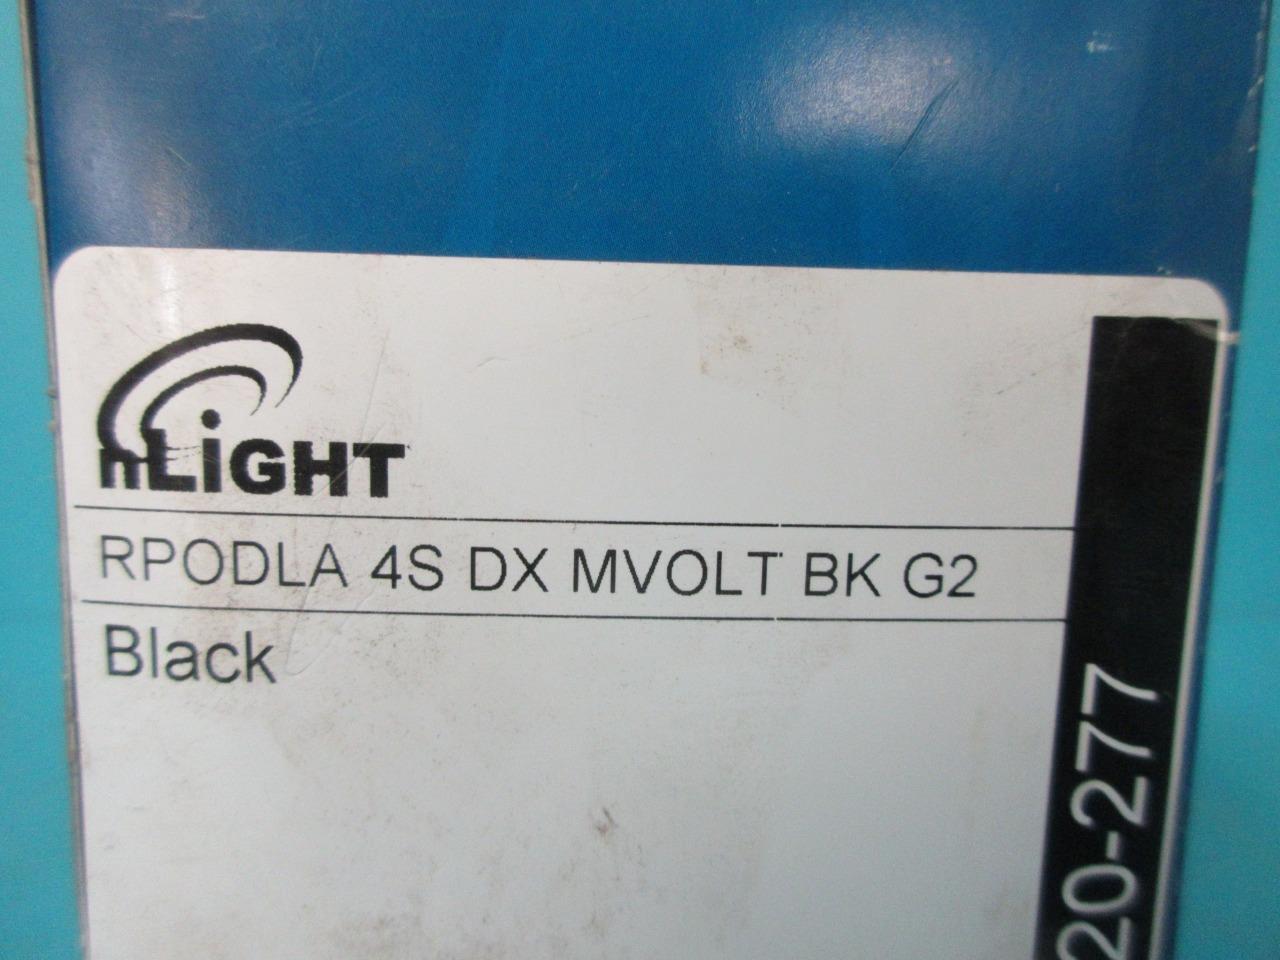 nLiGHT
RPODLA 4S DX MVOLT BK G2
Black
20-277